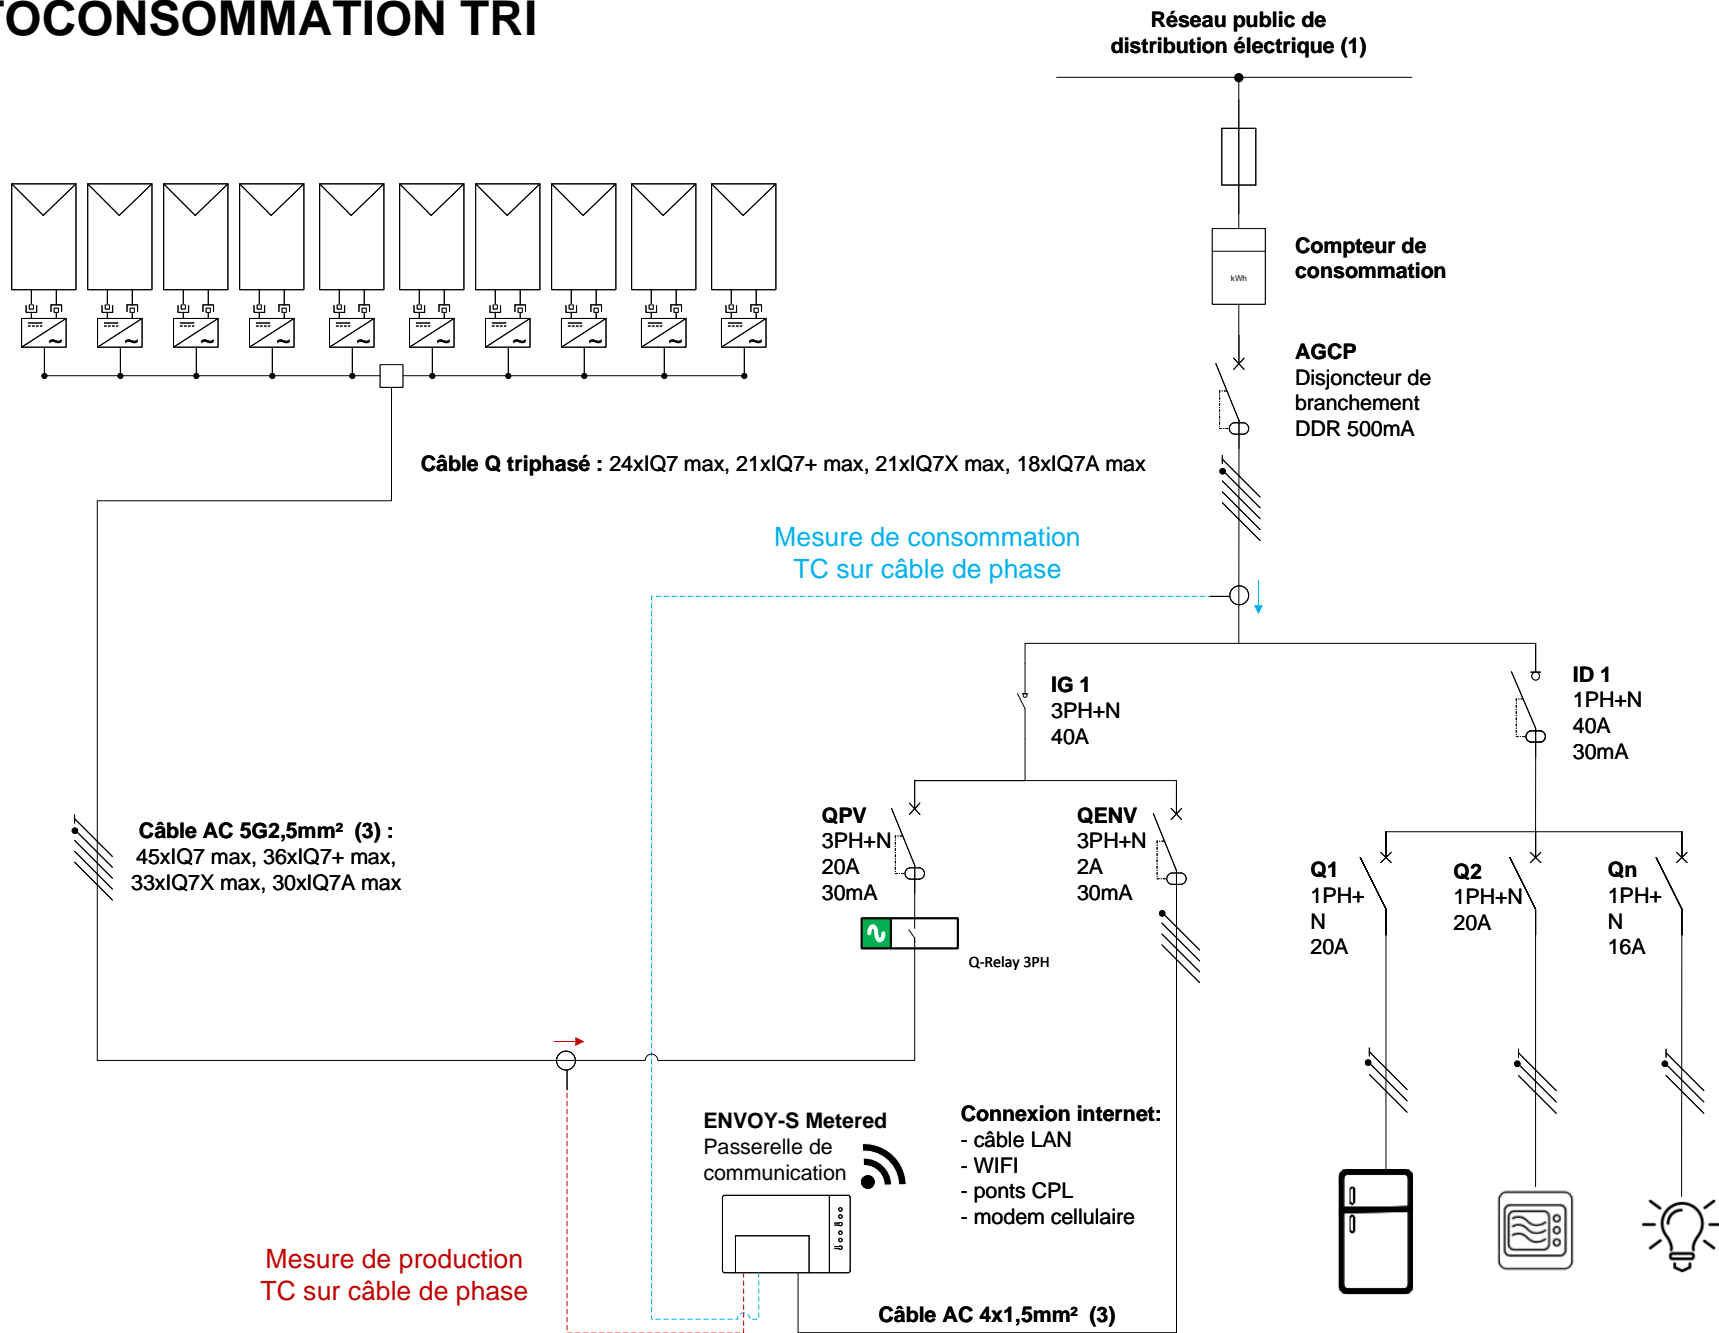 TOCONSOMMATION TRI
Réseau public de
distribution électrique (1)
kWh
Compteur de
consommation
AGCP
Disjoncteur de
branchement
DDR 500mA
Câble Q triphasé : 24xIQ7 max, 21xIQ7+ max, 21xIQ7X max, 18xIQ7A max
Mesure de consommation
TC sur câble de phase
IG 1
3PH+N
40A
ID 1
1PH+N
40A
30mA
Câble AC 5G2,5mm² (3) :
45xIQ7 max, 36xIQ7+ max,
33xIQ7X max, 30xIQ7A max
QPV
3PH+N
20A
30mA
QENV
3PH+N
2A
30mA
Q1
1PH+
N
20A
Q2
1PH+N
20A
Qn
1PH+
N
16A
Q-Relay 3PH
ENVOY-S Metered
Passerelle de
communication
Connexion internet:
- câble LAN
- WIFI
- ponts CPL
- modem cellulaire
Mesure de production
TC sur câble de phase
Câble AC 4x1,5mm² (3)